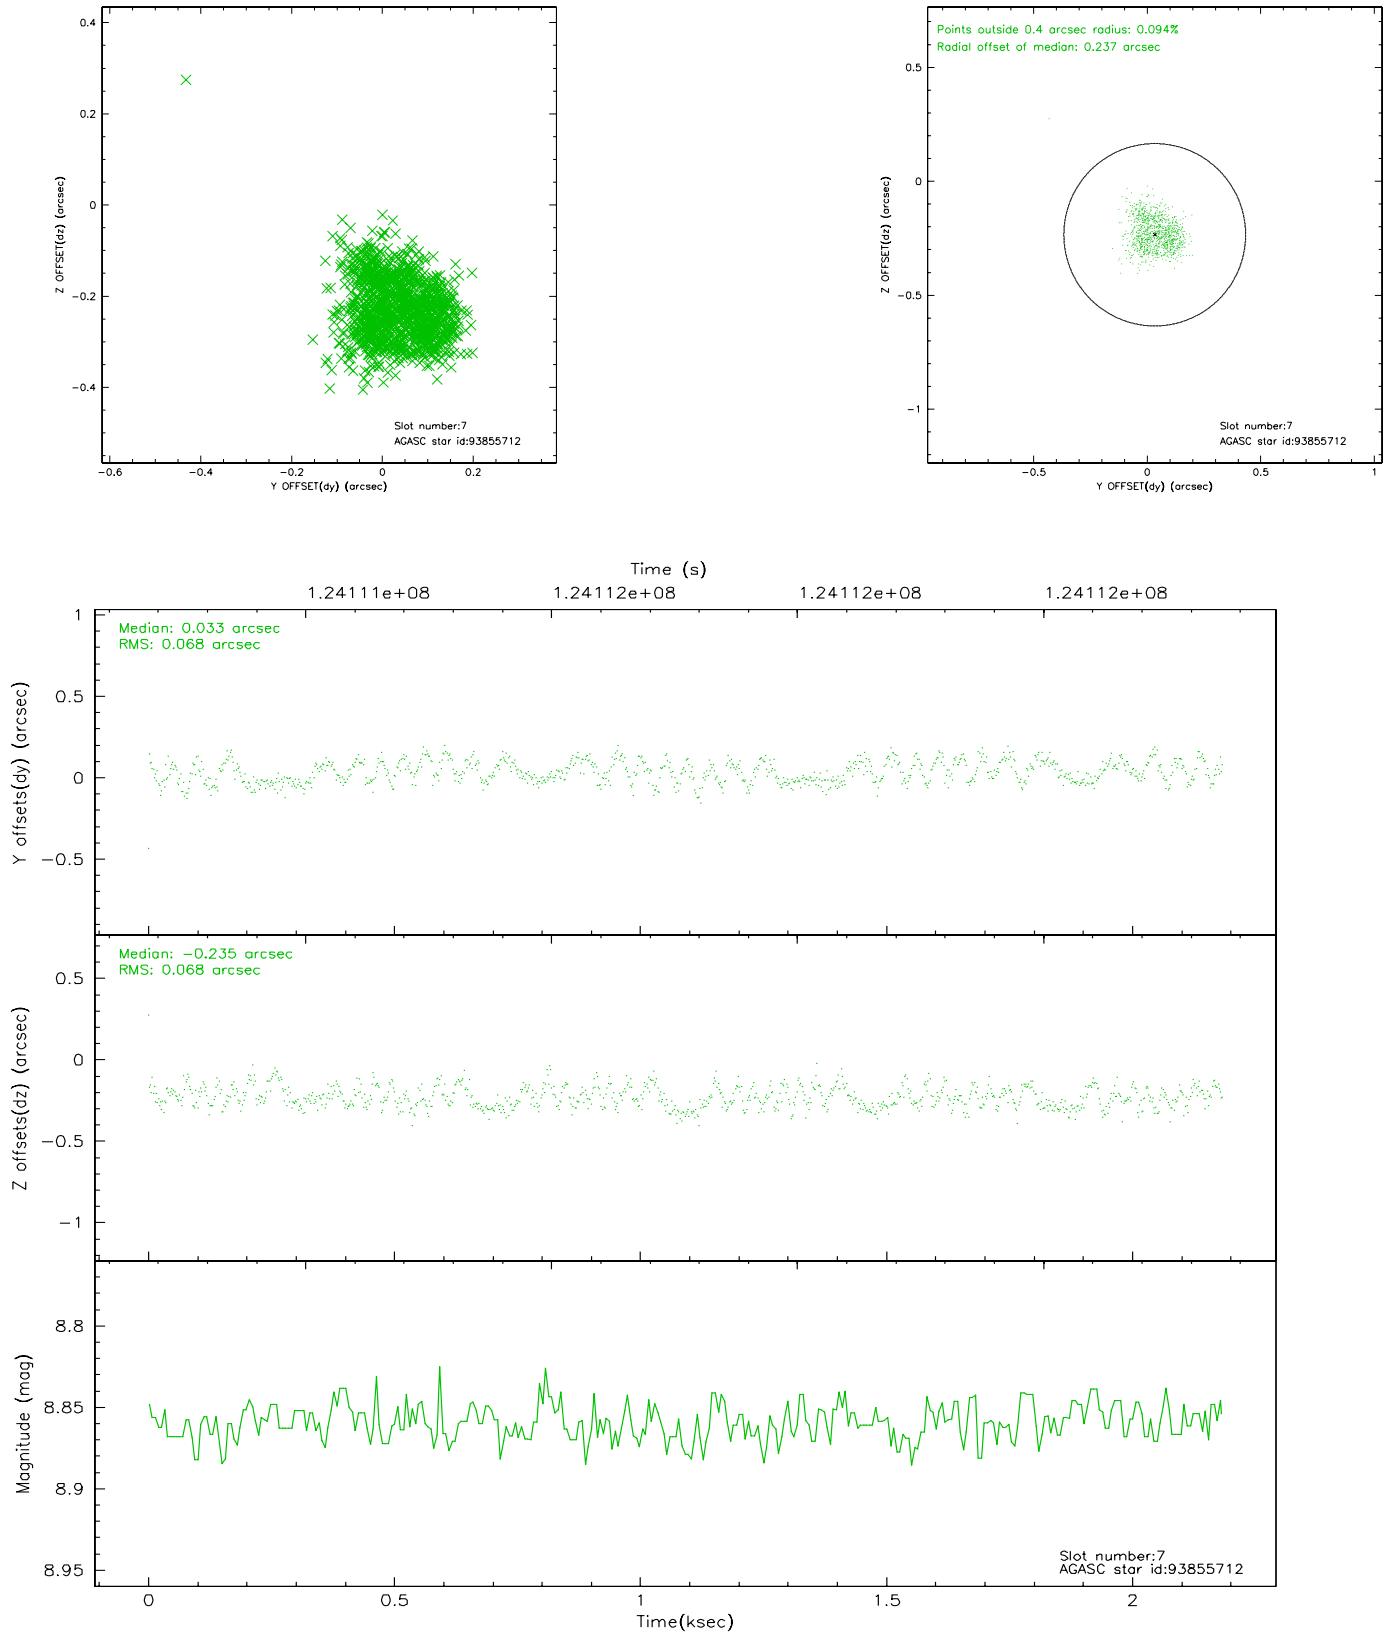 0.4
0.2
0
−0.2
−0.4
Z OFFSET(dz) (arcsec)
Slot number:7
AGASC star id:93855712
−0.6
−0.4
−0.2
0
0.2
Y OFFSET(dy) (arcsec)
Points outside 0.4 arcsec radius: 0.094%
Radial offset of median: 0.237 arcsec
0.5
0
−0.5
−1
Z OFFSET(dz) (arcsec)
Slot number:7
AGASC star id:93855712
−0.5
0
0.5
1
Y OFFSET(dy) (arcsec)
Time (s)
1.24111e+08
1.24112e+08
1.24112e+08
1.24112e+08
Median: 0.033 arcsec
RMS: 0.068 arcsec
1
0.5
0
−0.5
Y offsets(dy) (arcsec)
Median: −0.235 arcsec
RMS: 0.068 arcsec
0.5
0
−0.5
−1
Z offsets(dz) (arcsec)
8.8
8.85
8.9
8.95
Magnitude (mag)
Slot number:7
AGASC star id:93855712
0
0.5
1
1.5
2
Time(ksec)